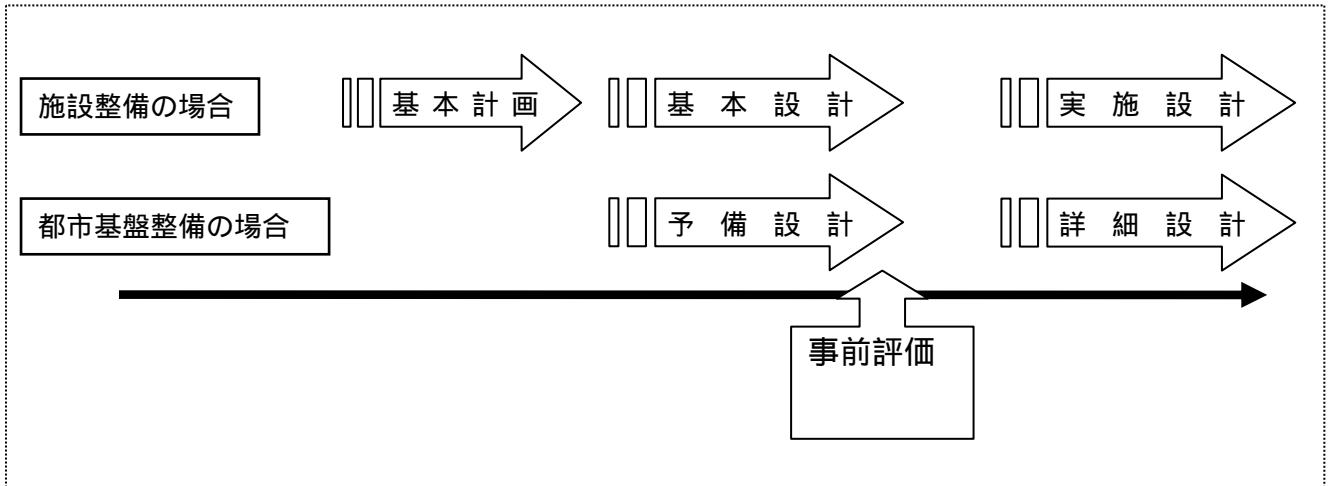 施設整備の場合
基本計画
基本設計
実施設計
都市基盤整備の場合
予備設計
詳細設計
事前評価